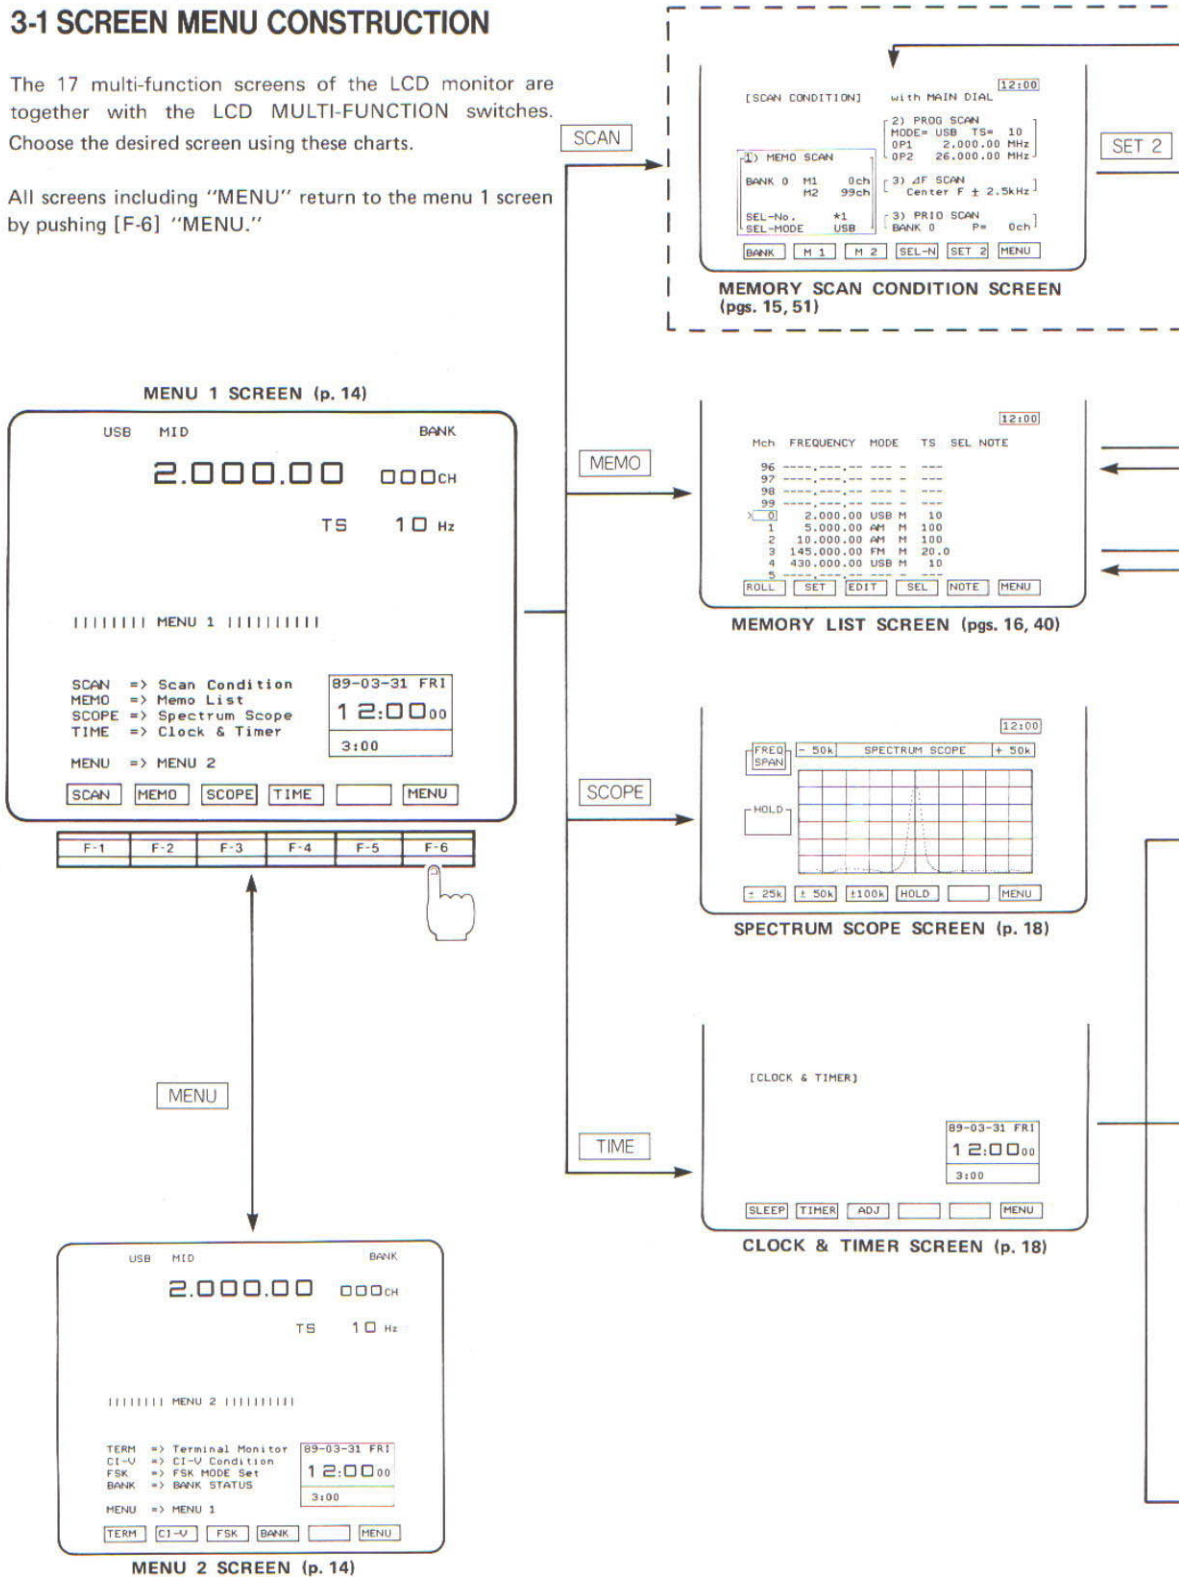 3-1 SCREEN MENU CONSTRUCTION
The 17 multi-function screens of the LCD monitor are
together with the LCD MULTI-FUNCTION switches.
Choose the desired screen using these charts.
All screens including "MENU" return to the menu 1 screen
by pushing [F-6] "MENU."
SCAN
12:00
[SCAN CONDITION] with MAIN DIAL
2) PROG SCAN
MODE= USB TS= 10
OP1 2.000.00 MHz
OP2 26.000.00 MHz
1) MEMO SCAN
BANK 0 M1 0ch
M2 99ch
SEL-No. *1
SEL-MODE USB
3) ⊿F SCAN
Center F ± 2.5kHz
3) PRIO SCAN
BANK 0 P= 0ch
BANK M 1 M 2 SEL-N SET 2 MENU
SET 2
MEMORY SCAN CONDITION SCREEN
(pgs. 15, 51)
MENU 1 SCREEN (p. 14)
USB MID BANK
2.000.00 000CH
TS 10 Hz
|||||||| MENU 1 ||||||||||
SCAN => Scan Condition
MEMO => Memo List
SCOPE => Spectrum Scope
TIME => Clock & Timer
MENU => MENU 2
89-03-31 FRI
12:0000
3:00
SCAN MEMO SCOPE TIME MENU
F-1 F-2 F-3 F-4 F-5 F-6
MEMO
12:00
Mch FREQUENCY MODE TS SEL NOTE
96 ----.---.-- --- - ---
97 ----.---.-- --- - ---
98 ----.---.-- --- - ---
99 ----.---.-- --- - ---
> 0 2.000.00 USB M 10
1 5.000.00 AM M 100
2 10.000.00 AM M 100
3 145.000.00 FM M 20.0
4 430.000.00 USB M 10
5 ----.---.-- --- - ---
ROLL SET EDIT SEL NOTE MENU
MEMORY LIST SCREEN (pgs. 16, 40)
SCOPE
12:00
FREQ
SPAN
- 50k SPECTRUM SCOPE + 50k
HOLD
± 25k ± 50k ±100k HOLD MENU
SPECTRUM SCOPE SCREEN (p. 18)
MENU
TIME
[CLOCK & TIMER]
89-03-31 FRI
12:0000
3:00
SLEEP TIMER ADJ MENU
CLOCK & TIMER SCREEN (p. 18)
USB MID BANK
2.000.00 000CH
TS 10 Hz
|||||||| MENU 2 ||||||||||
TERM => Terminal Monitor
CI-V => CI-V Condition
FSK => FSK MODE Set
BANK => BANK STATUS
MENU => MENU 1
89-03-31 FRI
12:0000
3:00
TERM CI-V FSK BANK MENU
MENU 2 SCREEN (p. 14)